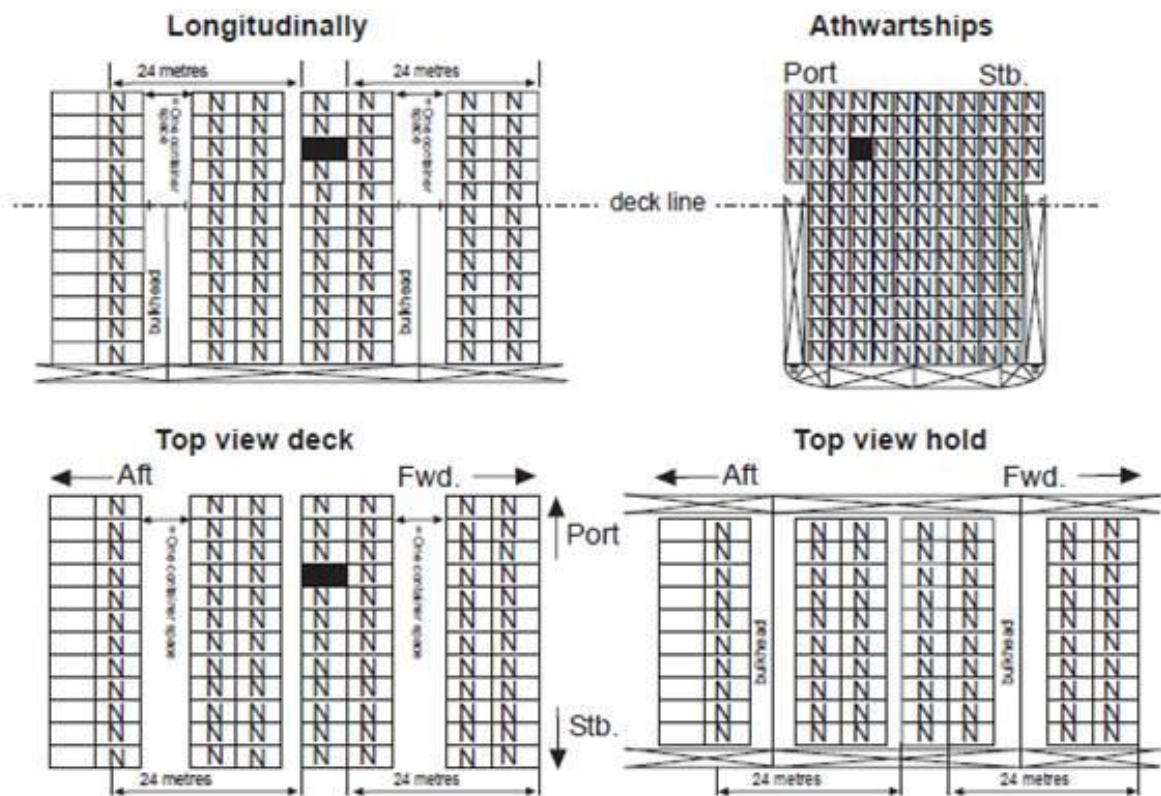 Longitudinally
24 metres
24 metres
= One container
space
= One container
space
bulkhead
bulkhead
Athwartships
Port
Stb.
deck line
Top view deck
Aft
Fwd.
= One container space
= One container space
Port
Stb.
24 metres
24 metres
Top view hold
Aft
Fwd.
bulkhead
bulkhead
24 metres
24 metres